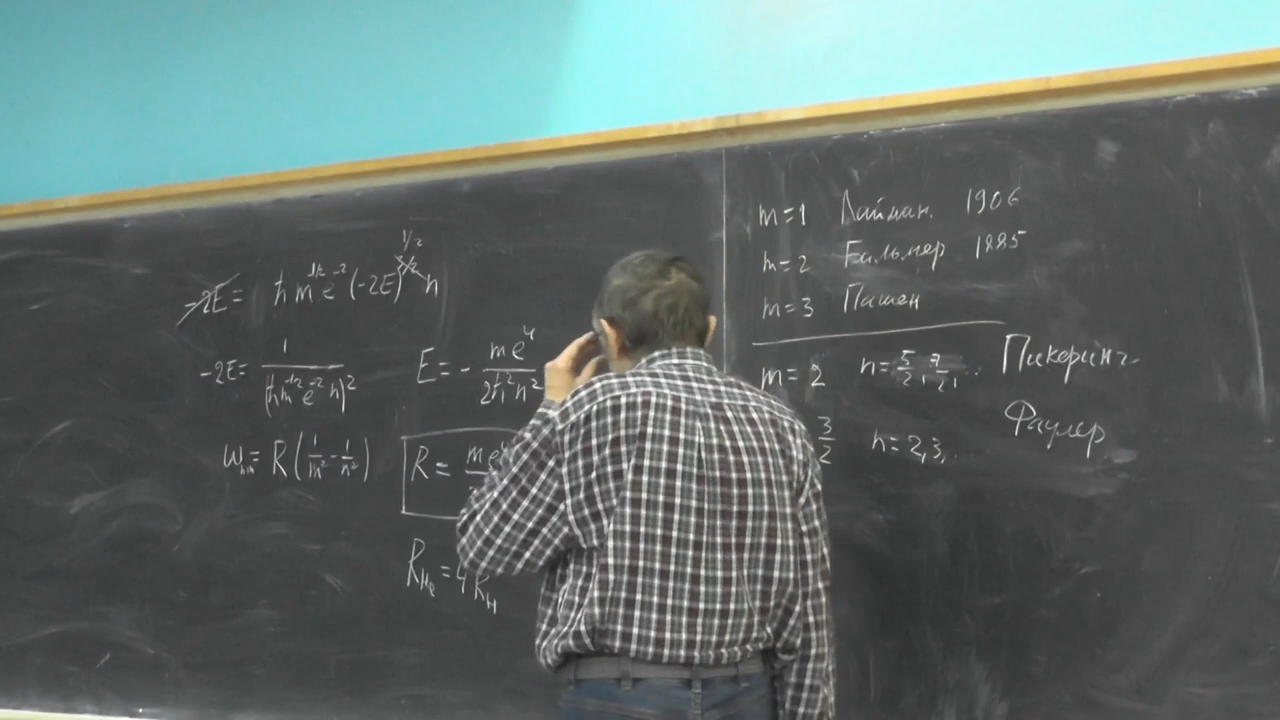 -2E = ħ m^{-1/2} e^{-2} (-2E)^{1/2} n
-2E = 1 / (ħ m^{-1/2} e^{-2} n)^2
E = - me^4 / 2ħ^2 n^2
R ( 1/m^2 - 1/n^2 )
R = me
R_{He} = 4 R_H
m=1 Лайман. 1906
m=2 Бальмер 1885
m=3 Пашен
m=2 n= 5/2, 7/2, .. Пикеринг
3/2 n=2,3,.. Фаулер